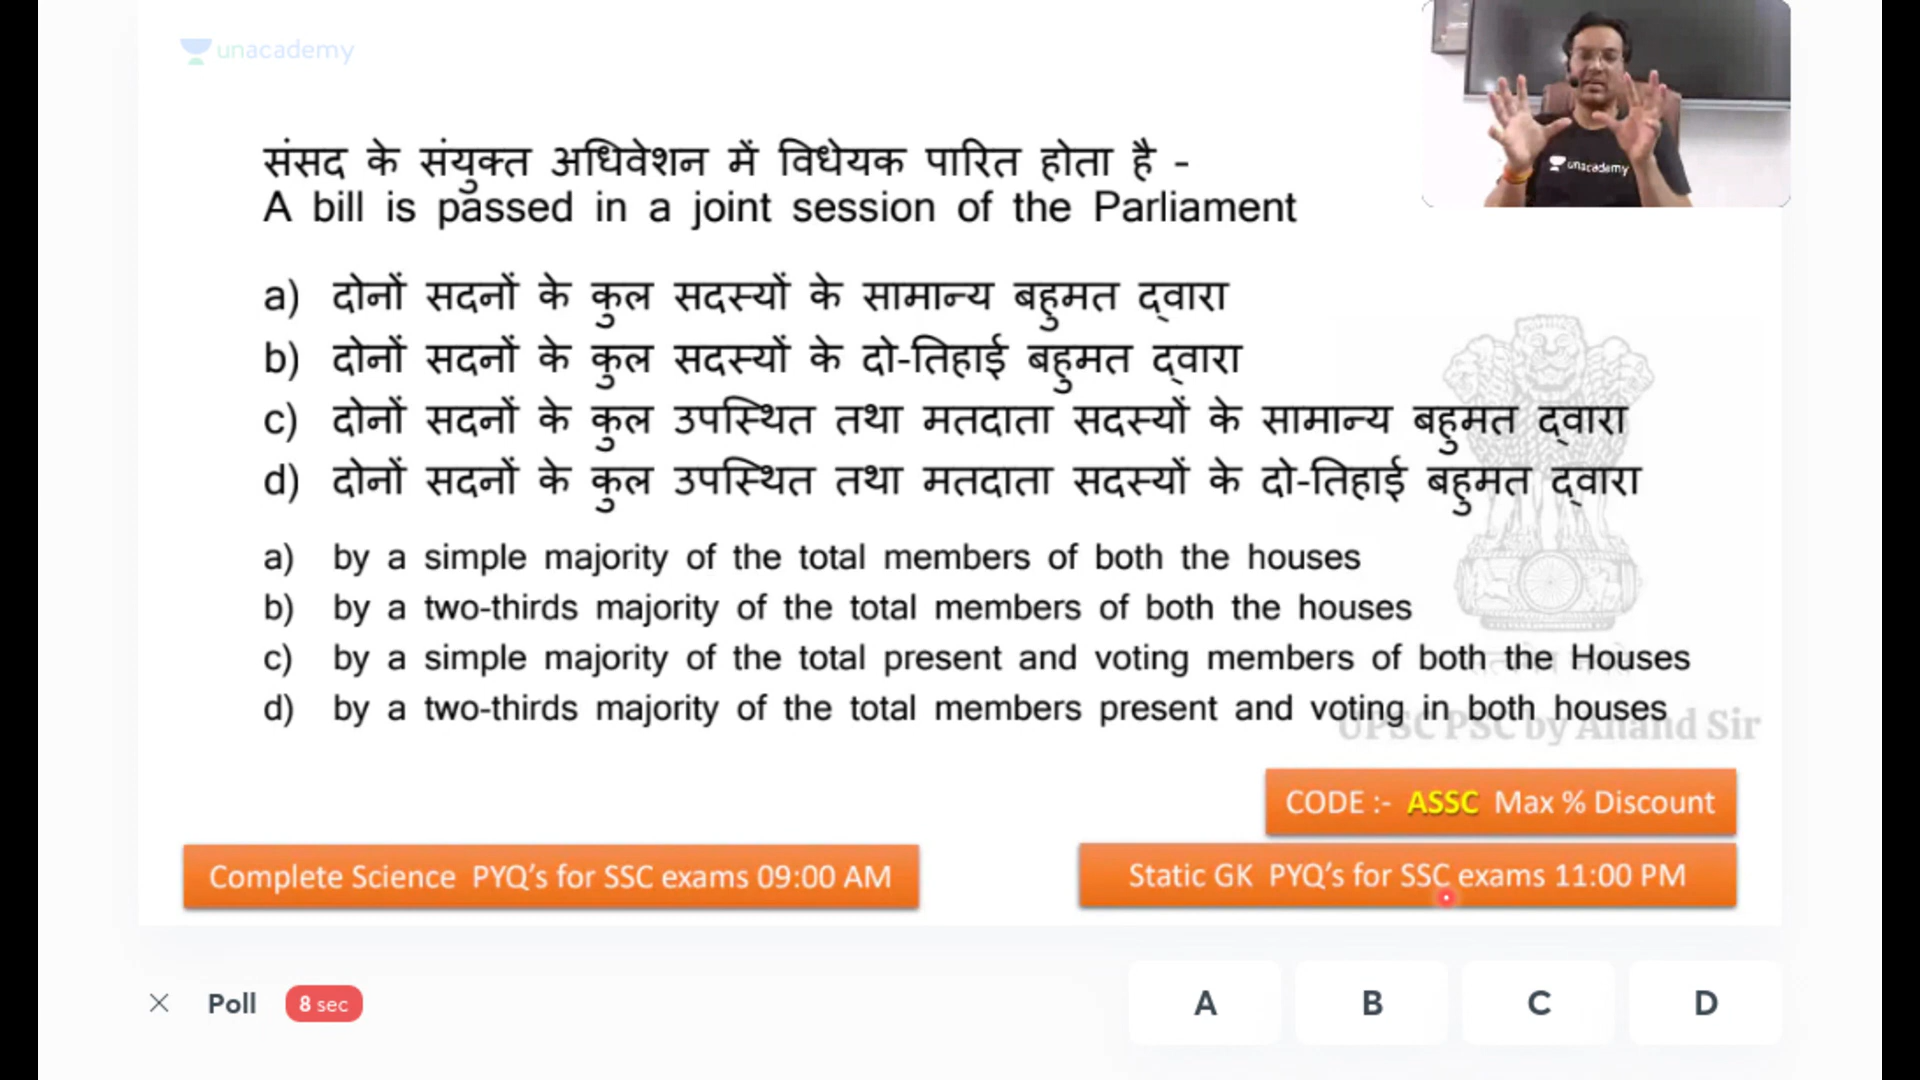 unacademy
unacademy
संसद के संयुक्त अधिवेशन में विधेयक पारित होता है -
A bill is passed in a joint session of the Parliament
a) दोनों सदनों के कुल सदस्यों के सामान्य बहुमत द्वारा
b) दोनों सदनों के कुल सदस्यों के दो-तिहाई बहुमत द्वारा
c) दोनों सदनों के कुल उपस्थित तथा मतदाता सदस्यों के सामान्य बहुमत द्वारा
d) दोनों सदनों के कुल उपस्थित तथा मतदाता सदस्यों के दो-तिहाई बहुमत द्वारा
a) by a simple majority of the total members of both the houses
b) by a two-thirds majority of the total members of both the houses
c) by a simple majority of the total present and voting members of both the Houses
d) by a two-thirds majority of the total members present and voting in both houses
UPSC PSC by Anand Sir
CODE :- ASSC Max % Discount
Complete Science PYQ's for SSC exams 09:00 AM
Static GK PYQ's for SSC exams 11:00 PM
Poll 8 sec A B C D